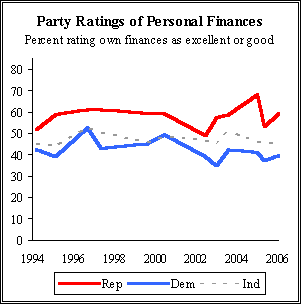 Party Ratings of Personal Finances
Percent rating own finances as excellent or good
80
70
60
50
40
30
20
10
0
1994 1996 1998 2000 2002 2004 2006
Rep Dem Ind